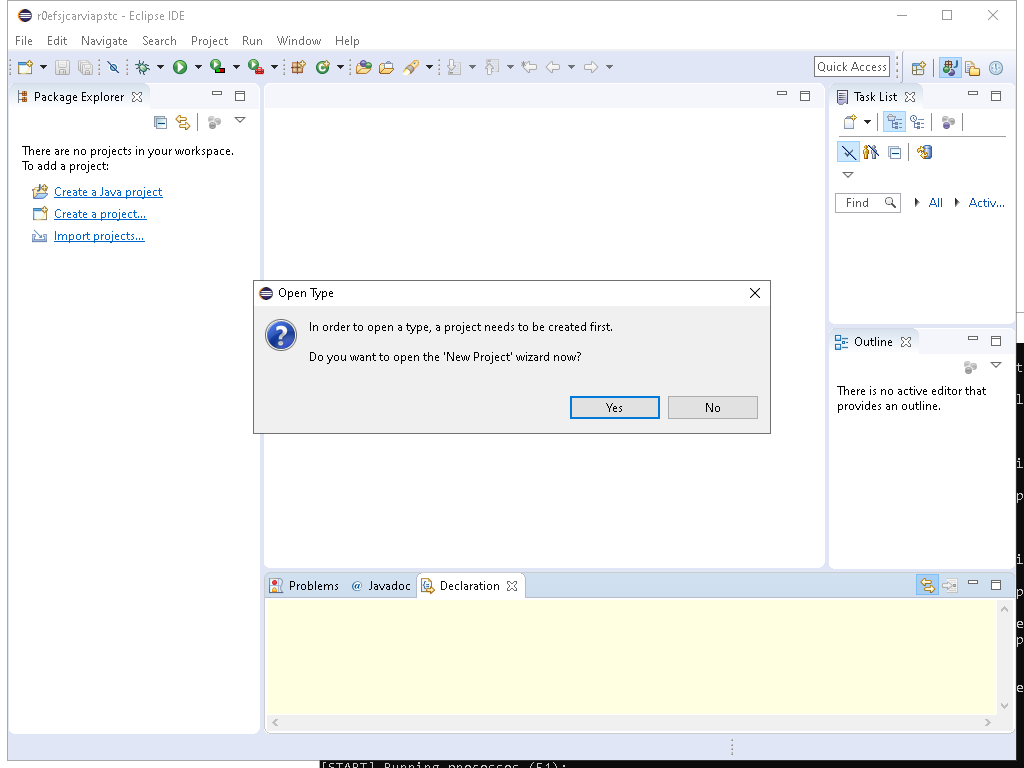 r0efsjcarviapstc - Eclipse IDE
File Edit Navigate Search Project Run Window Help
Quick Access
Package Explorer
Task List
There are no projects in your workspace.
To add a project:
Create a Java project
Create a project...
Import projects...
Find All Activ...
Open Type
In order to open a type, a project needs to be created first.
Do you want to open the 'New Project' wizard now?
Yes No
Outline
There is no active editor that
provides an outline.
Problems @ Javadoc Declaration
[START] Running processes (51):